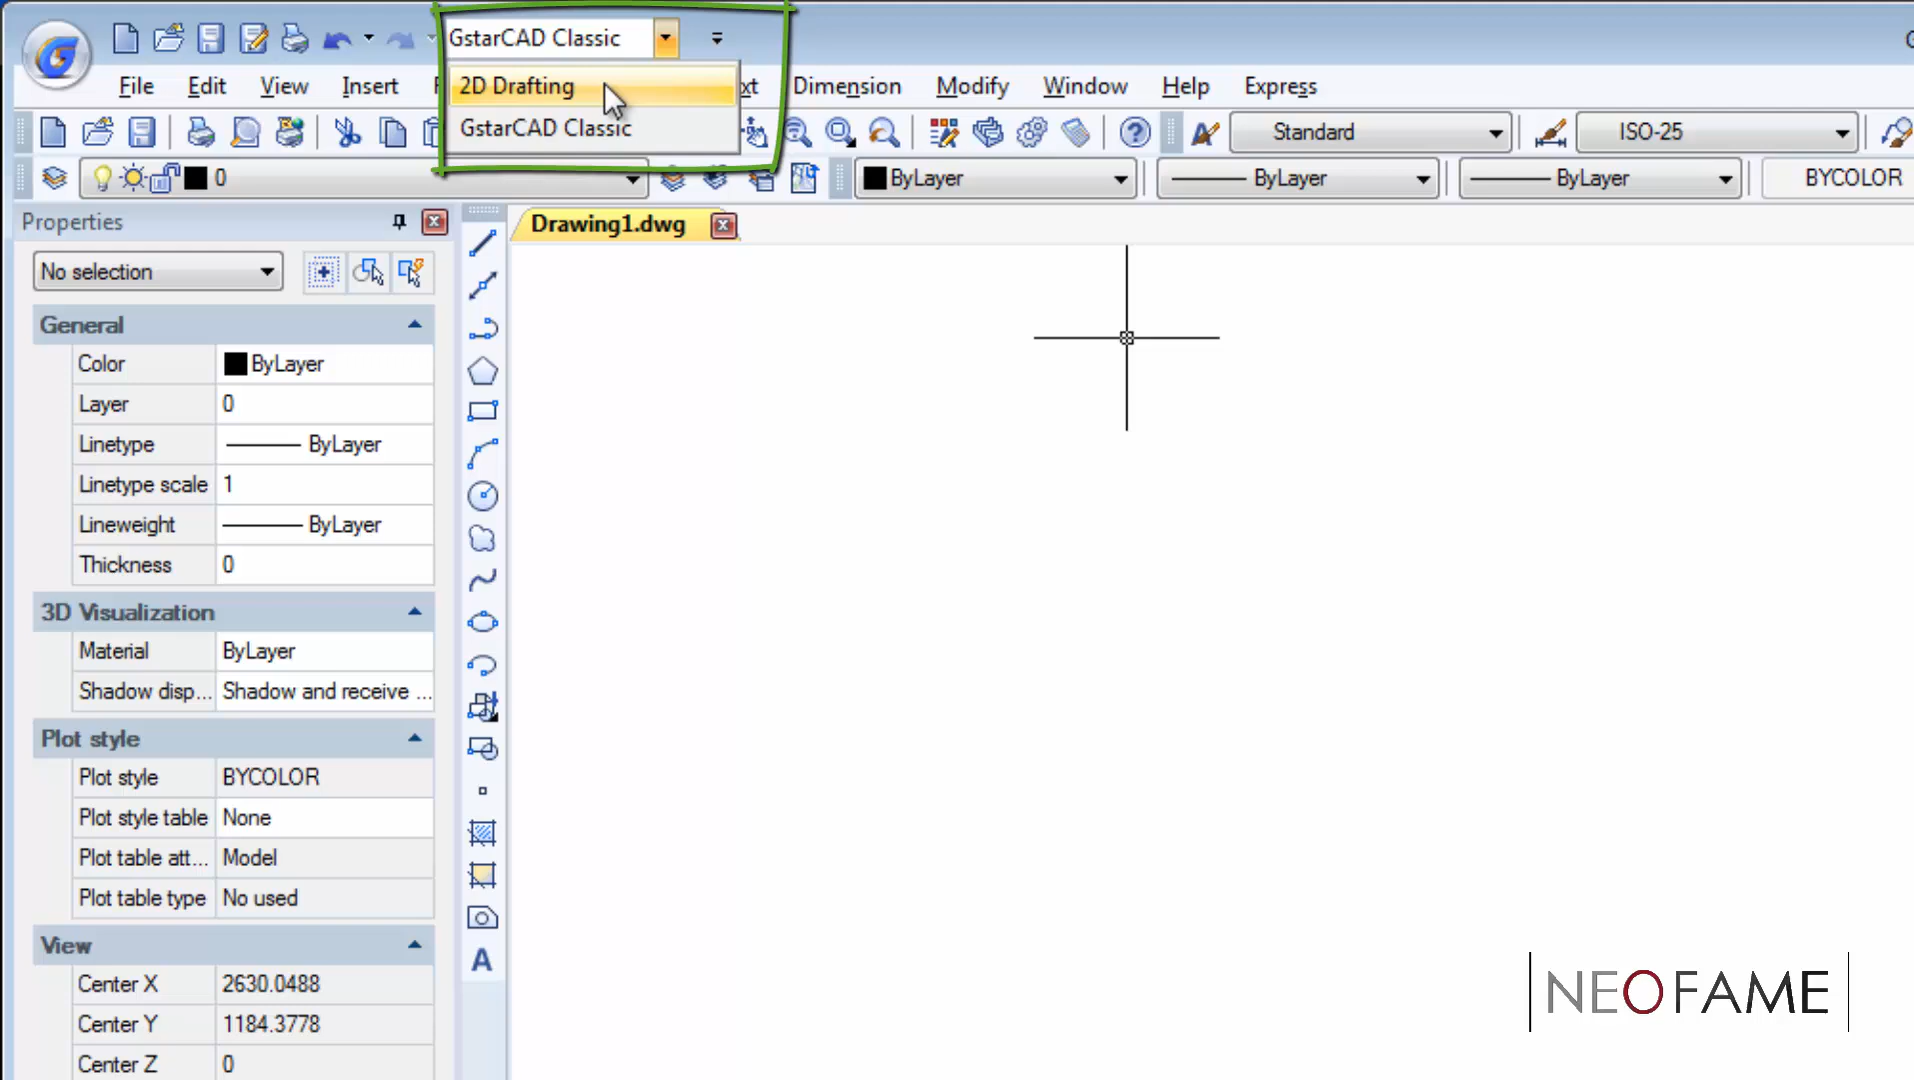 GstarCAD Classic
2D Drafting
GstarCAD Classic
File Edit View Insert Dimension Modify Window Help Express
Standard
ISO-25
0
ByLayer
ByLayer
ByLayer
BYCOLOR
Properties
Drawing1.dwg
No selection
General
Color ByLayer
Layer 0
Linetype ByLayer
Linetype scale 1
Lineweight ByLayer
Thickness 0
3D Visualization
Material ByLayer
Shadow disp... Shadow and receive ...
Plot style
Plot style BYCOLOR
Plot style table None
Plot table att... Model
Plot table type No used
View
Center X 2630.0488
Center Y 1184.3778
Center Z 0
A
NEOFAME